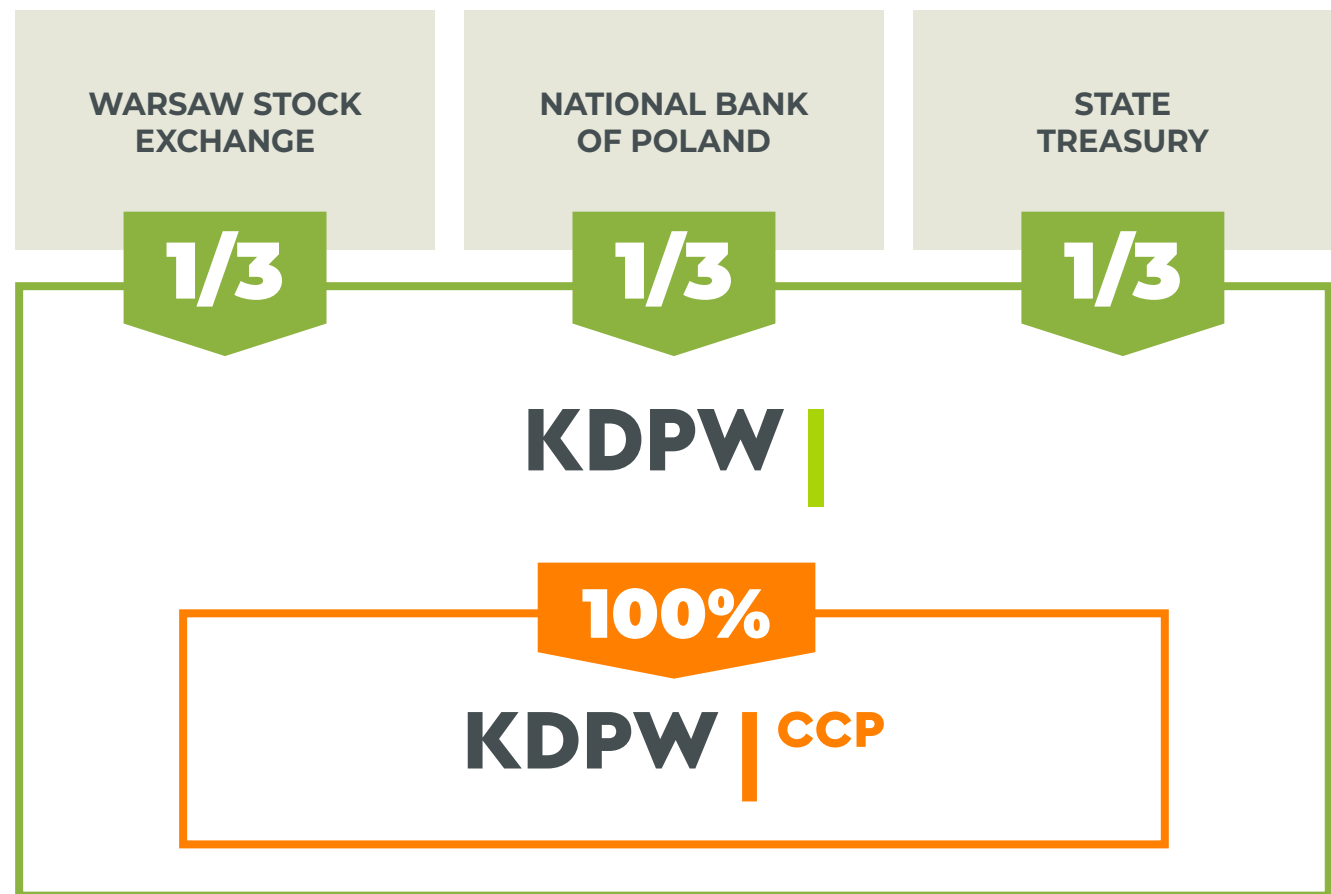 WARSAW STOCK
EXCHANGE
NATIONAL BANK
OF POLAND
STATE
TREASURY
1/3
1/3
1/3
KDPW
100%
KDPW CCP